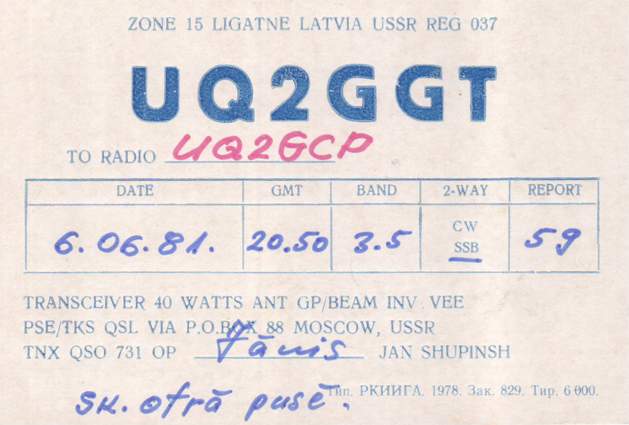 ZONE 15 LIGATNE LATVIA USSR REG 037
UQ2GGT
TO RADIO UQ2GCP
DATE GMT BAND 2-WAY REPORT
6.06.81. 20.50 3.5 CW SSB 59
TRANSCEIVER 40 WATTS ANT GP/BEAM INV VEE
PSE/TKS QSL VIA P.O.BOX 88 MOSCOW, USSR
TNX QSO 731 OP Jānis JAN SHUPINSH
sk. otrā pusē.
Тип. РКИИГА. 1978. Зак. 829. Тир. 6 000.